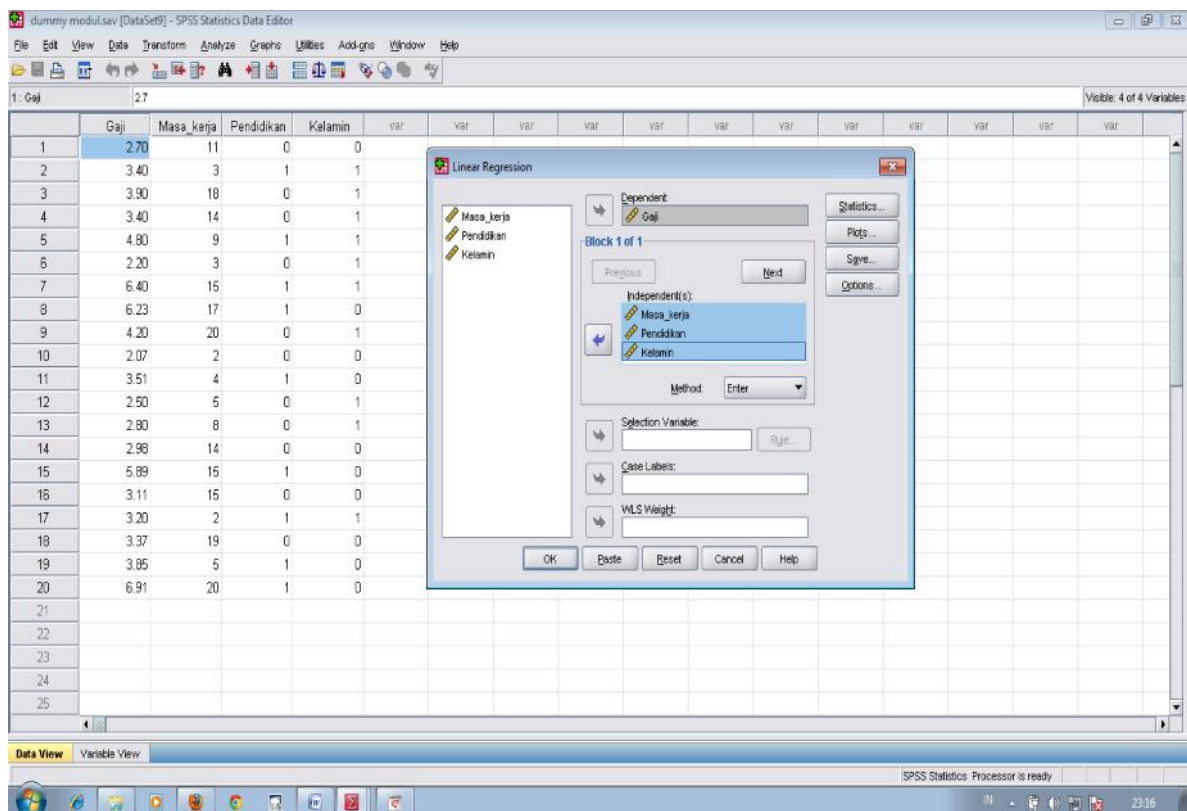 dummy modul.sav [DataSet9] - SPSS Statistics Data Editor
File Edit View Data Transform Analyze Graphs Utilities Add-ons Window Help
1 : Gaji 2.7 Visible: 4 of 4 Variables
Gaji Masa_kerja Pendidikan Kelamin var var var var var var var var var var var var
1 2.70 11 0 0
2 3.40 3 1 1
3 3.90 18 0 1
4 3.40 14 0 1
5 4.80 9 1 1
6 2.20 3 0 1
7 6.40 15 1 1
8 6.23 17 1 0
9 4.20 20 0 1
10 2.07 2 0 0
11 3.51 4 1 0
12 2.50 5 0 1
13 2.80 8 0 1
14 2.98 14 0 0
15 5.89 15 1 0
16 3.11 15 0 0
17 3.20 2 1 1
18 3.37 19 0 0
19 3.85 5 1 0
20 6.91 20 1 0
21
22
23
24
25
Linear Regression
Masa_kerja
Pendidikan
Kelamin
Dependent:
Gaji
Block 1 of 1
Previous Next
Independent(s):
Masa_kerja
Pendidikan
Kelamin
Method: Enter
Selection Variable:
Rule...
Case Labels:
WLS Weight:
Statistics...
Plots...
Save...
Options...
OK Paste Reset Cancel Help
Data View Variable View
SPSS Statistics Processor is ready
IN 23:16